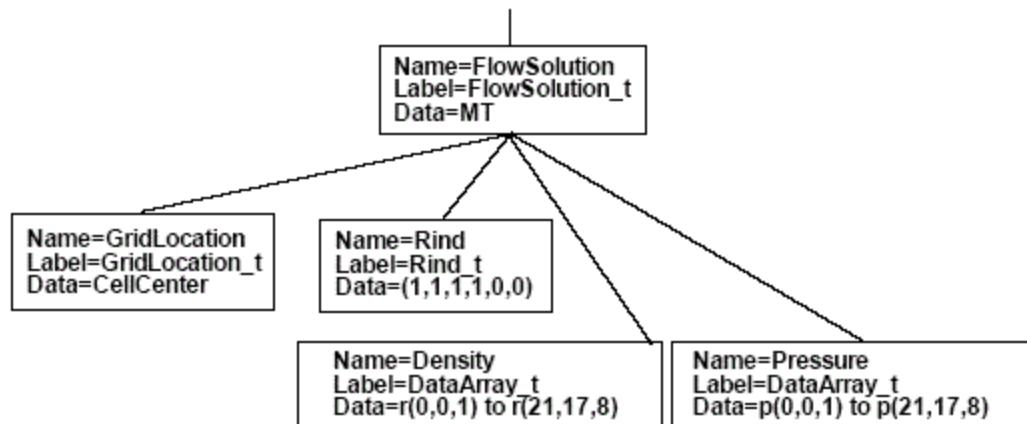 Name=FlowSolution
Label=FlowSolution_t
Data=MT
Name=GridLocation
Label=GridLocation_t
Data=CellCenter
Name=Rind
Label=Rind_t
Data=(1,1,1,1,0,0)
Name=Density
Label=DataArray_t
Data=r(0,0,1) to r(21,17,8)
Name=Pressure
Label=DataArray_t
Data=p(0,0,1) to p(21,17,8)